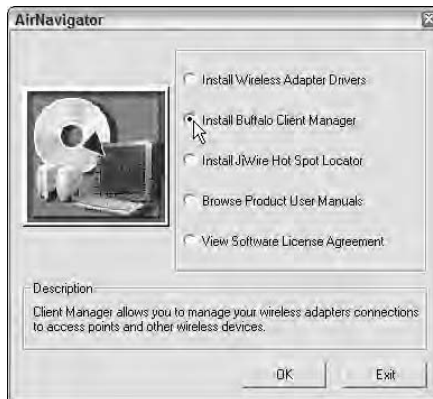 AirNavigator
Install Wireless Adapter Drivers
Install Buffalo Client Manager
Install JiWire Hot Spot Locator
Browse Product User Manuals
View Software License Agreement
Description
Client Manager allows you to manage your wireless adapters connections
to access points and other wireless devices.
OK
Exit